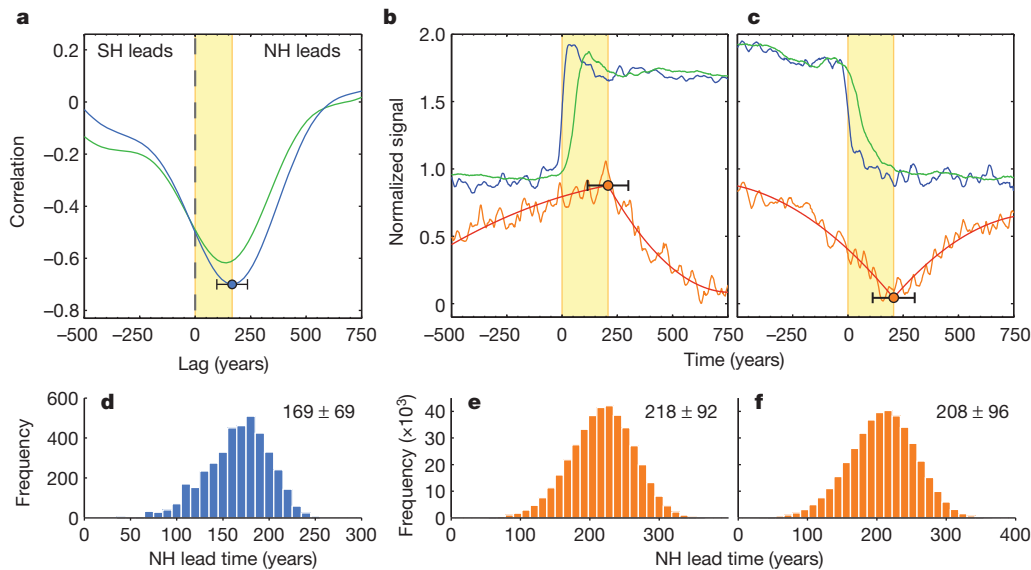 a
SH leads
NH leads
0.2
0
−0.2
−0.4
−0.6
−0.8
Correlation
−500
−250
0
250
500
750
Lag (years)
b
2.0
1.5
1.0
0.5
0
Normalized signal
−500
−250
0
250
500
750
c
−500
−250
0
250
500
750
Time (years)
d
169 ± 69
600
400
200
0
Frequency
0
50
100
150
200
250
300
NH lead time (years)
e
218 ± 92
40
30
20
10
0
Frequency (×10³)
0
100
200
300
f
208 ± 96
0
100
200
300
400
NH lead time (years)